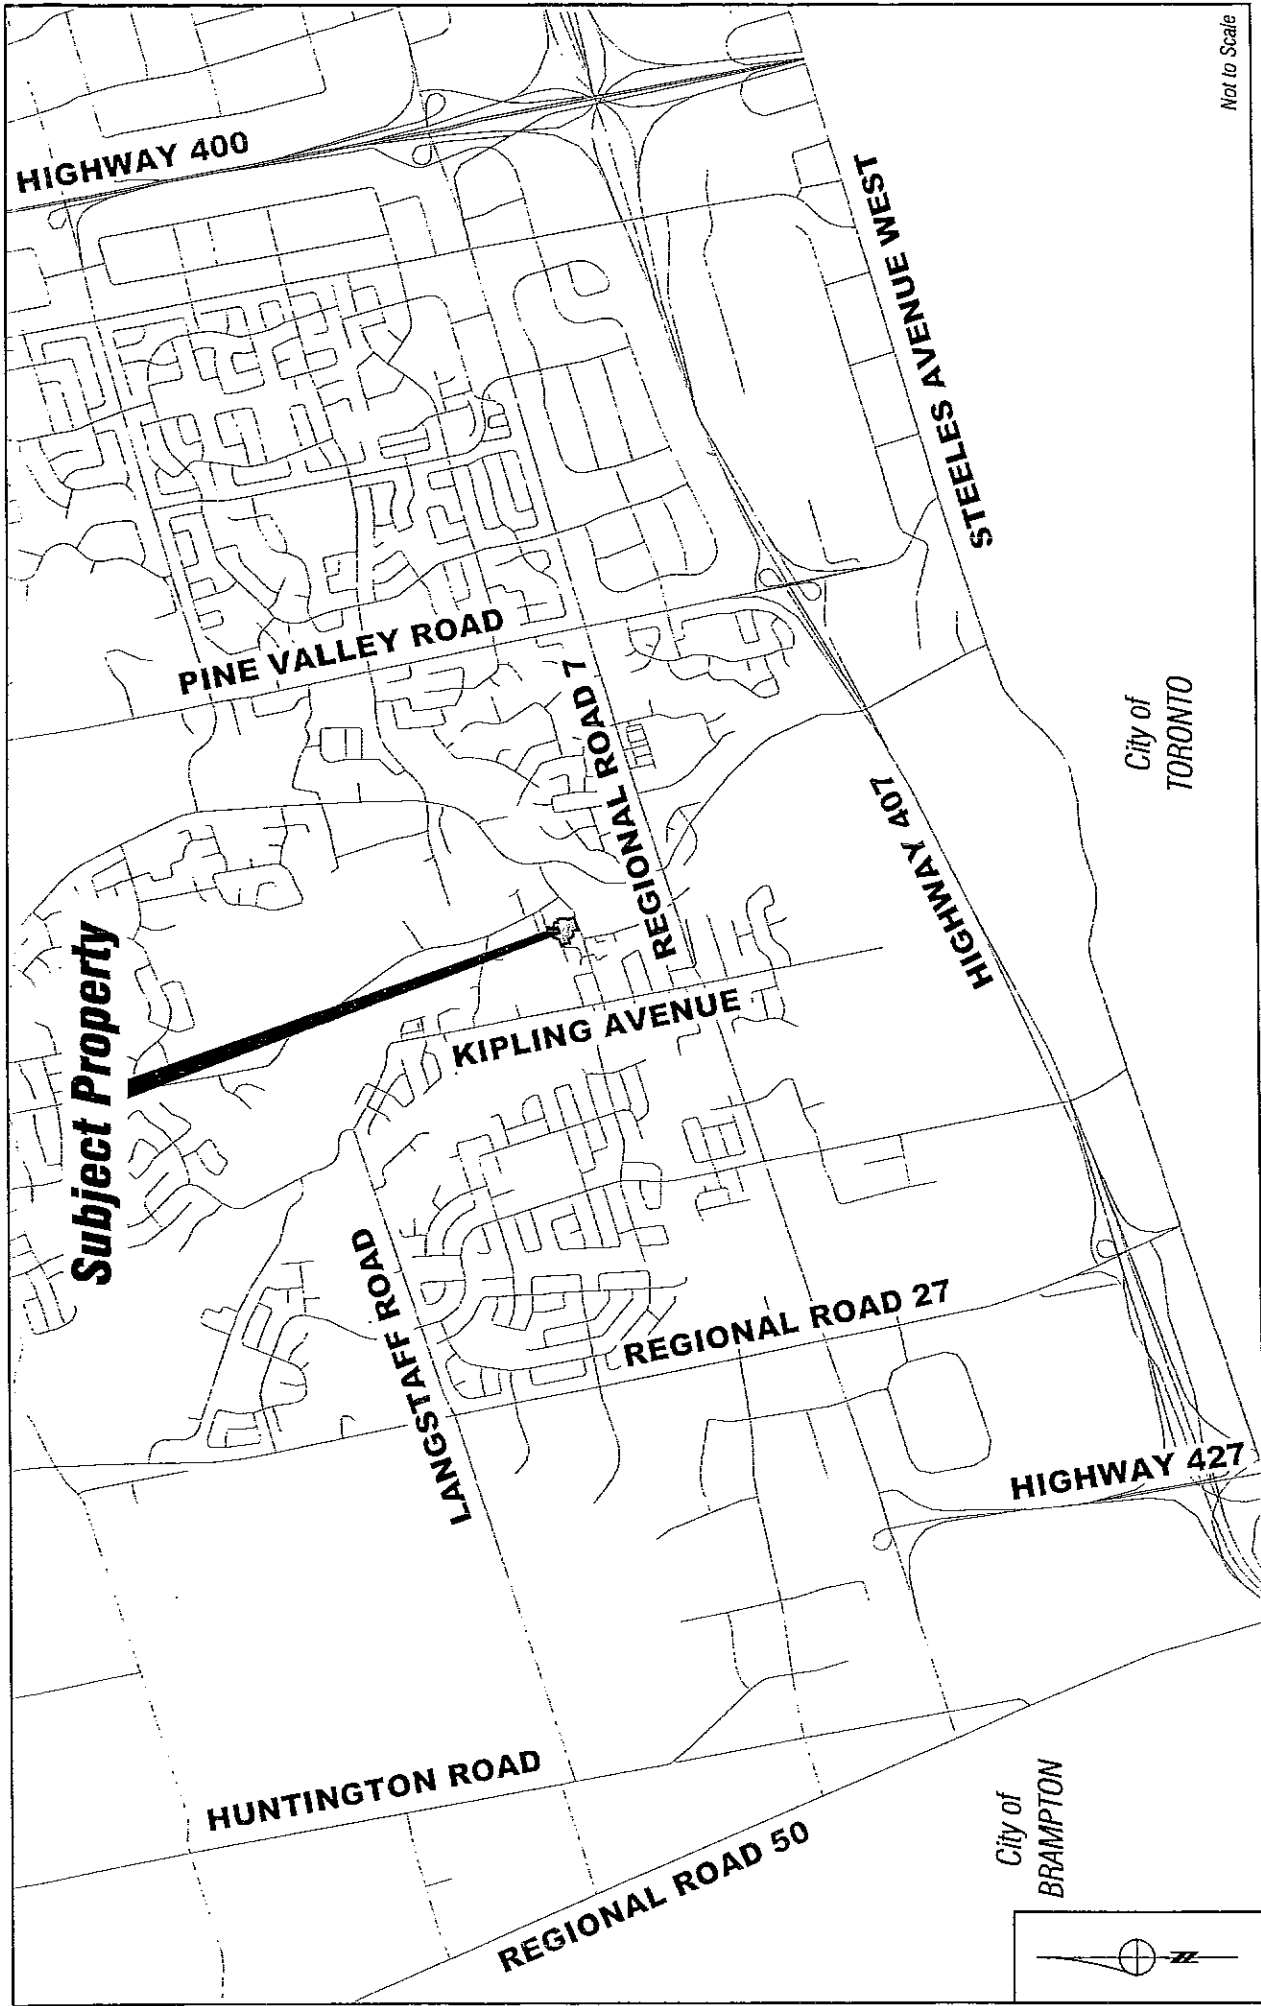 Subject Property
HIGHWAY 400
PINE VALLEY ROAD
REGIONAL ROAD 7
KIPLING AVENUE
LANGSTAFF ROAD
REGIONAL ROAD 27
HUNTINGTON ROAD
REGIONAL ROAD 50
HIGHWAY 427
HIGHWAY 407
STEELES AVENUE WEST
City of
TORONTO
City of
BRAMPTON
N
Not to Scale